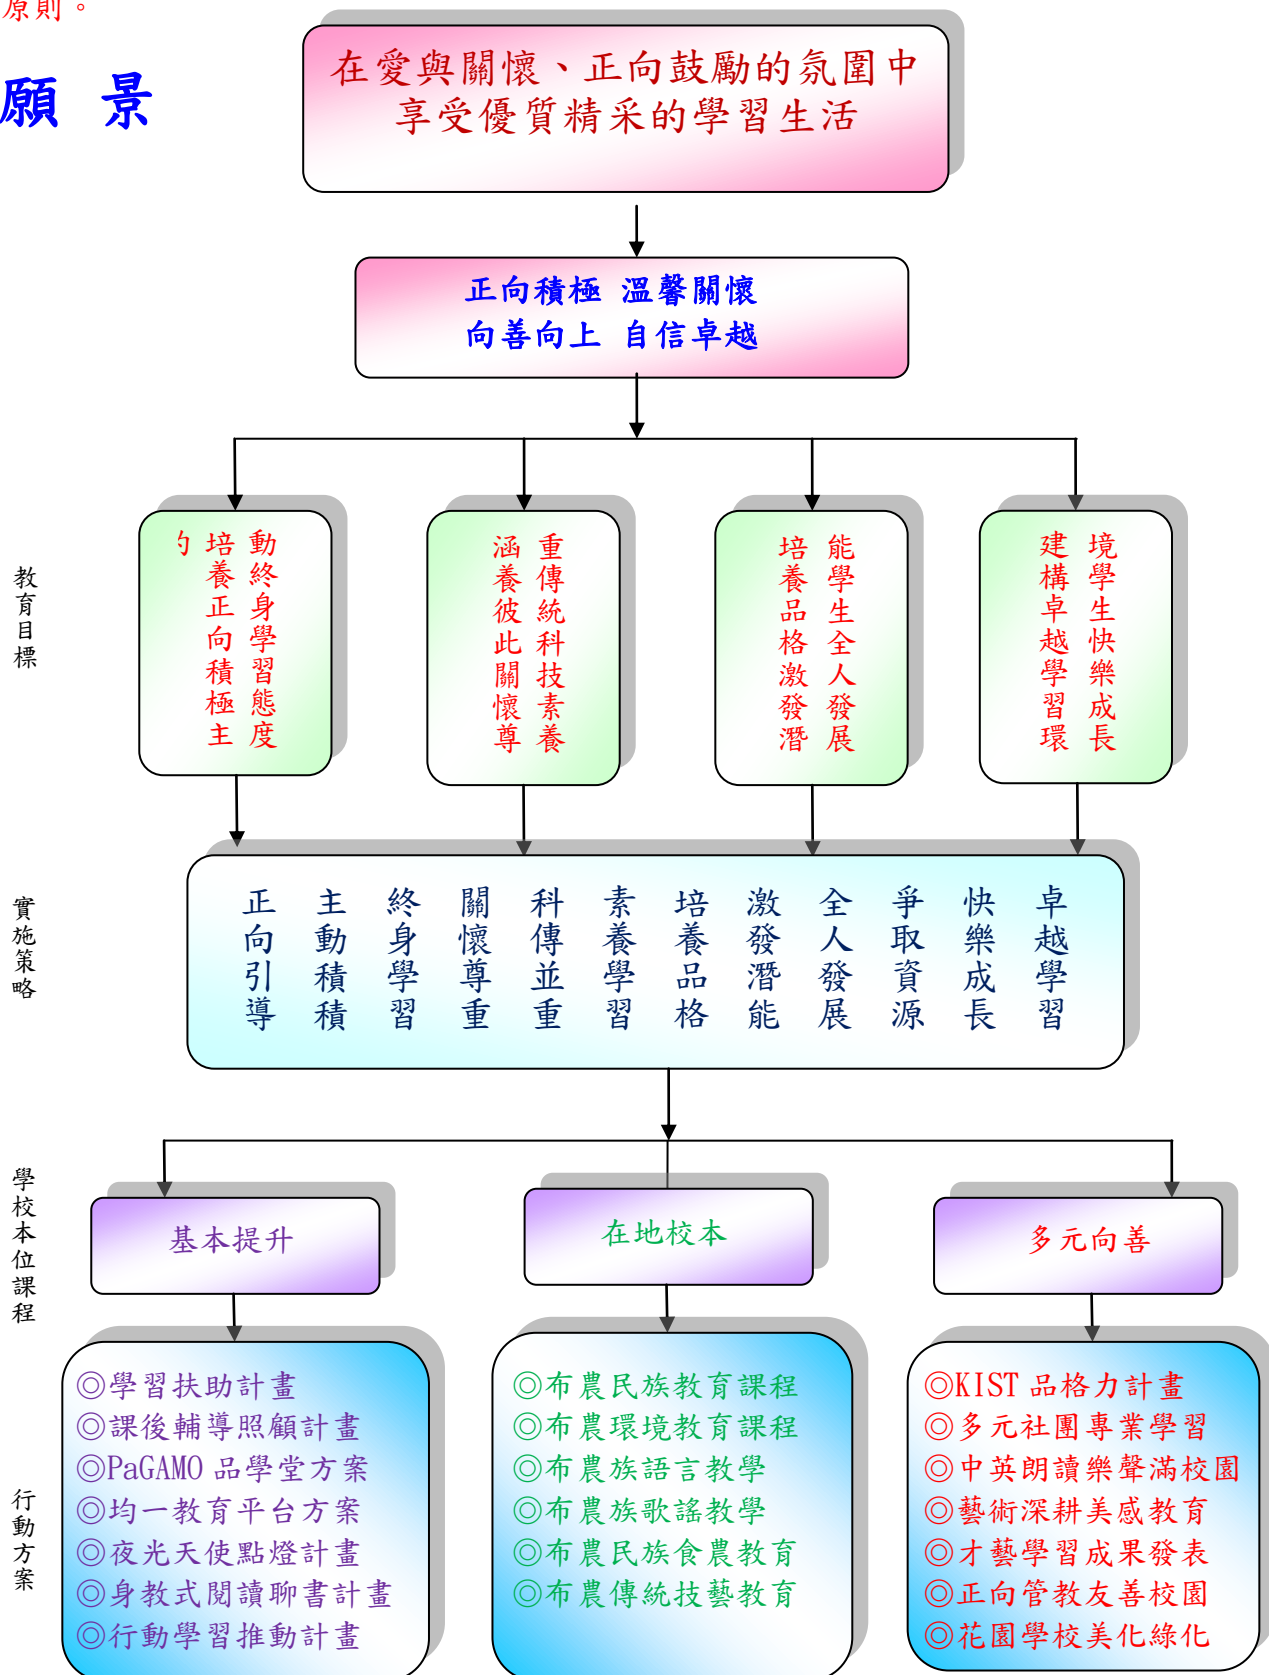 原則。
願 景
在愛與關懷、正向鼓勵的氛圍中
享受優質精采的學習生活
正向積極 溫馨關懷
向善向上 自信卓越
教育目標
培養正向積極主
動終身學習態度
涵養彼此關懷尊
重傳統科技素養
培養品格激發潛
能學生全人發展
建構卓越學習環
境學生快樂成長
實施策略
正向引導
主動積積
終身學習
關懷尊重
科傳並重
素養學習
培養品格
激發潛能
全人發展
爭取資源
快樂成長
卓越學習
學校本位課程
基本提升
在地校本
多元向善
行動方案
◎學習扶助計畫
◎課後輔導照顧計畫
◎PaGAMO 品學堂方案
◎均一教育平台方案
◎夜光天使點燈計畫
◎身教式閱讀聊書計畫
◎行動學習推動計畫
◎布農民族教育課程
◎布農環境教育課程
◎布農族語言教學
◎布農族歌謠教學
◎布農民族食農教育
◎布農傳統技藝教育
◎KIST 品格力計畫
◎多元社團專業學習
◎中英朗讀樂聲滿校園
◎藝術深耕美感教育
◎才藝學習成果發表
◎正向管教友善校園
◎花園學校美化綠化